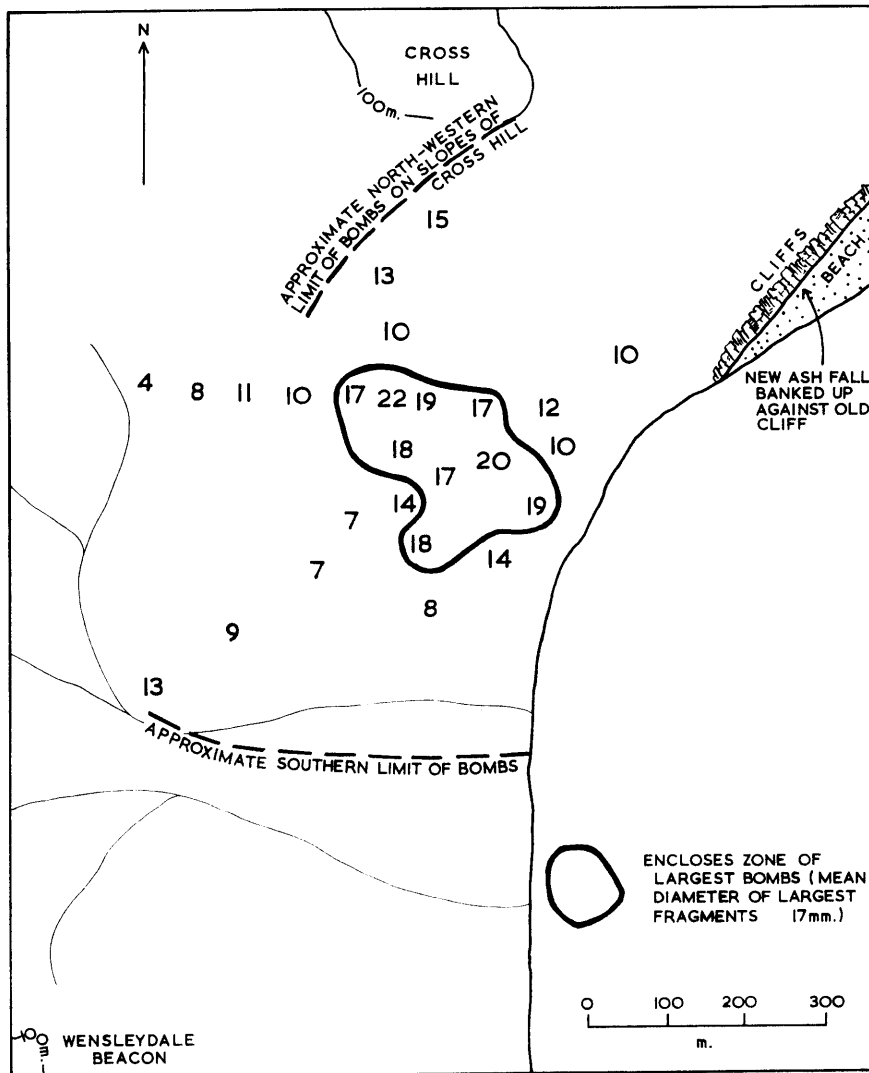 N
CROSS
HILL
100m.
APPROXIMATE NORTH-WESTERN
LIMIT OF BOMBS ON SLOPES OF
CROSS HILL
15
13
10
10
CLIFFS
BEACH
NEW ASH FALL
BANKED UP
AGAINST OLD
CLIFF
4 8 11 10 17 22 19 17 12
18 20 10
17
14 19
7
18 14
7
8
9
13
APPROXIMATE SOUTHERN LIMIT OF BOMBS
ENCLOSES ZONE OF
LARGEST BOMBS (MEAN
DIAMETER OF LARGEST
FRAGMENTS 17mm.)
0 100 200 300
m.
100m.
WENSLEYDALE
BEACON